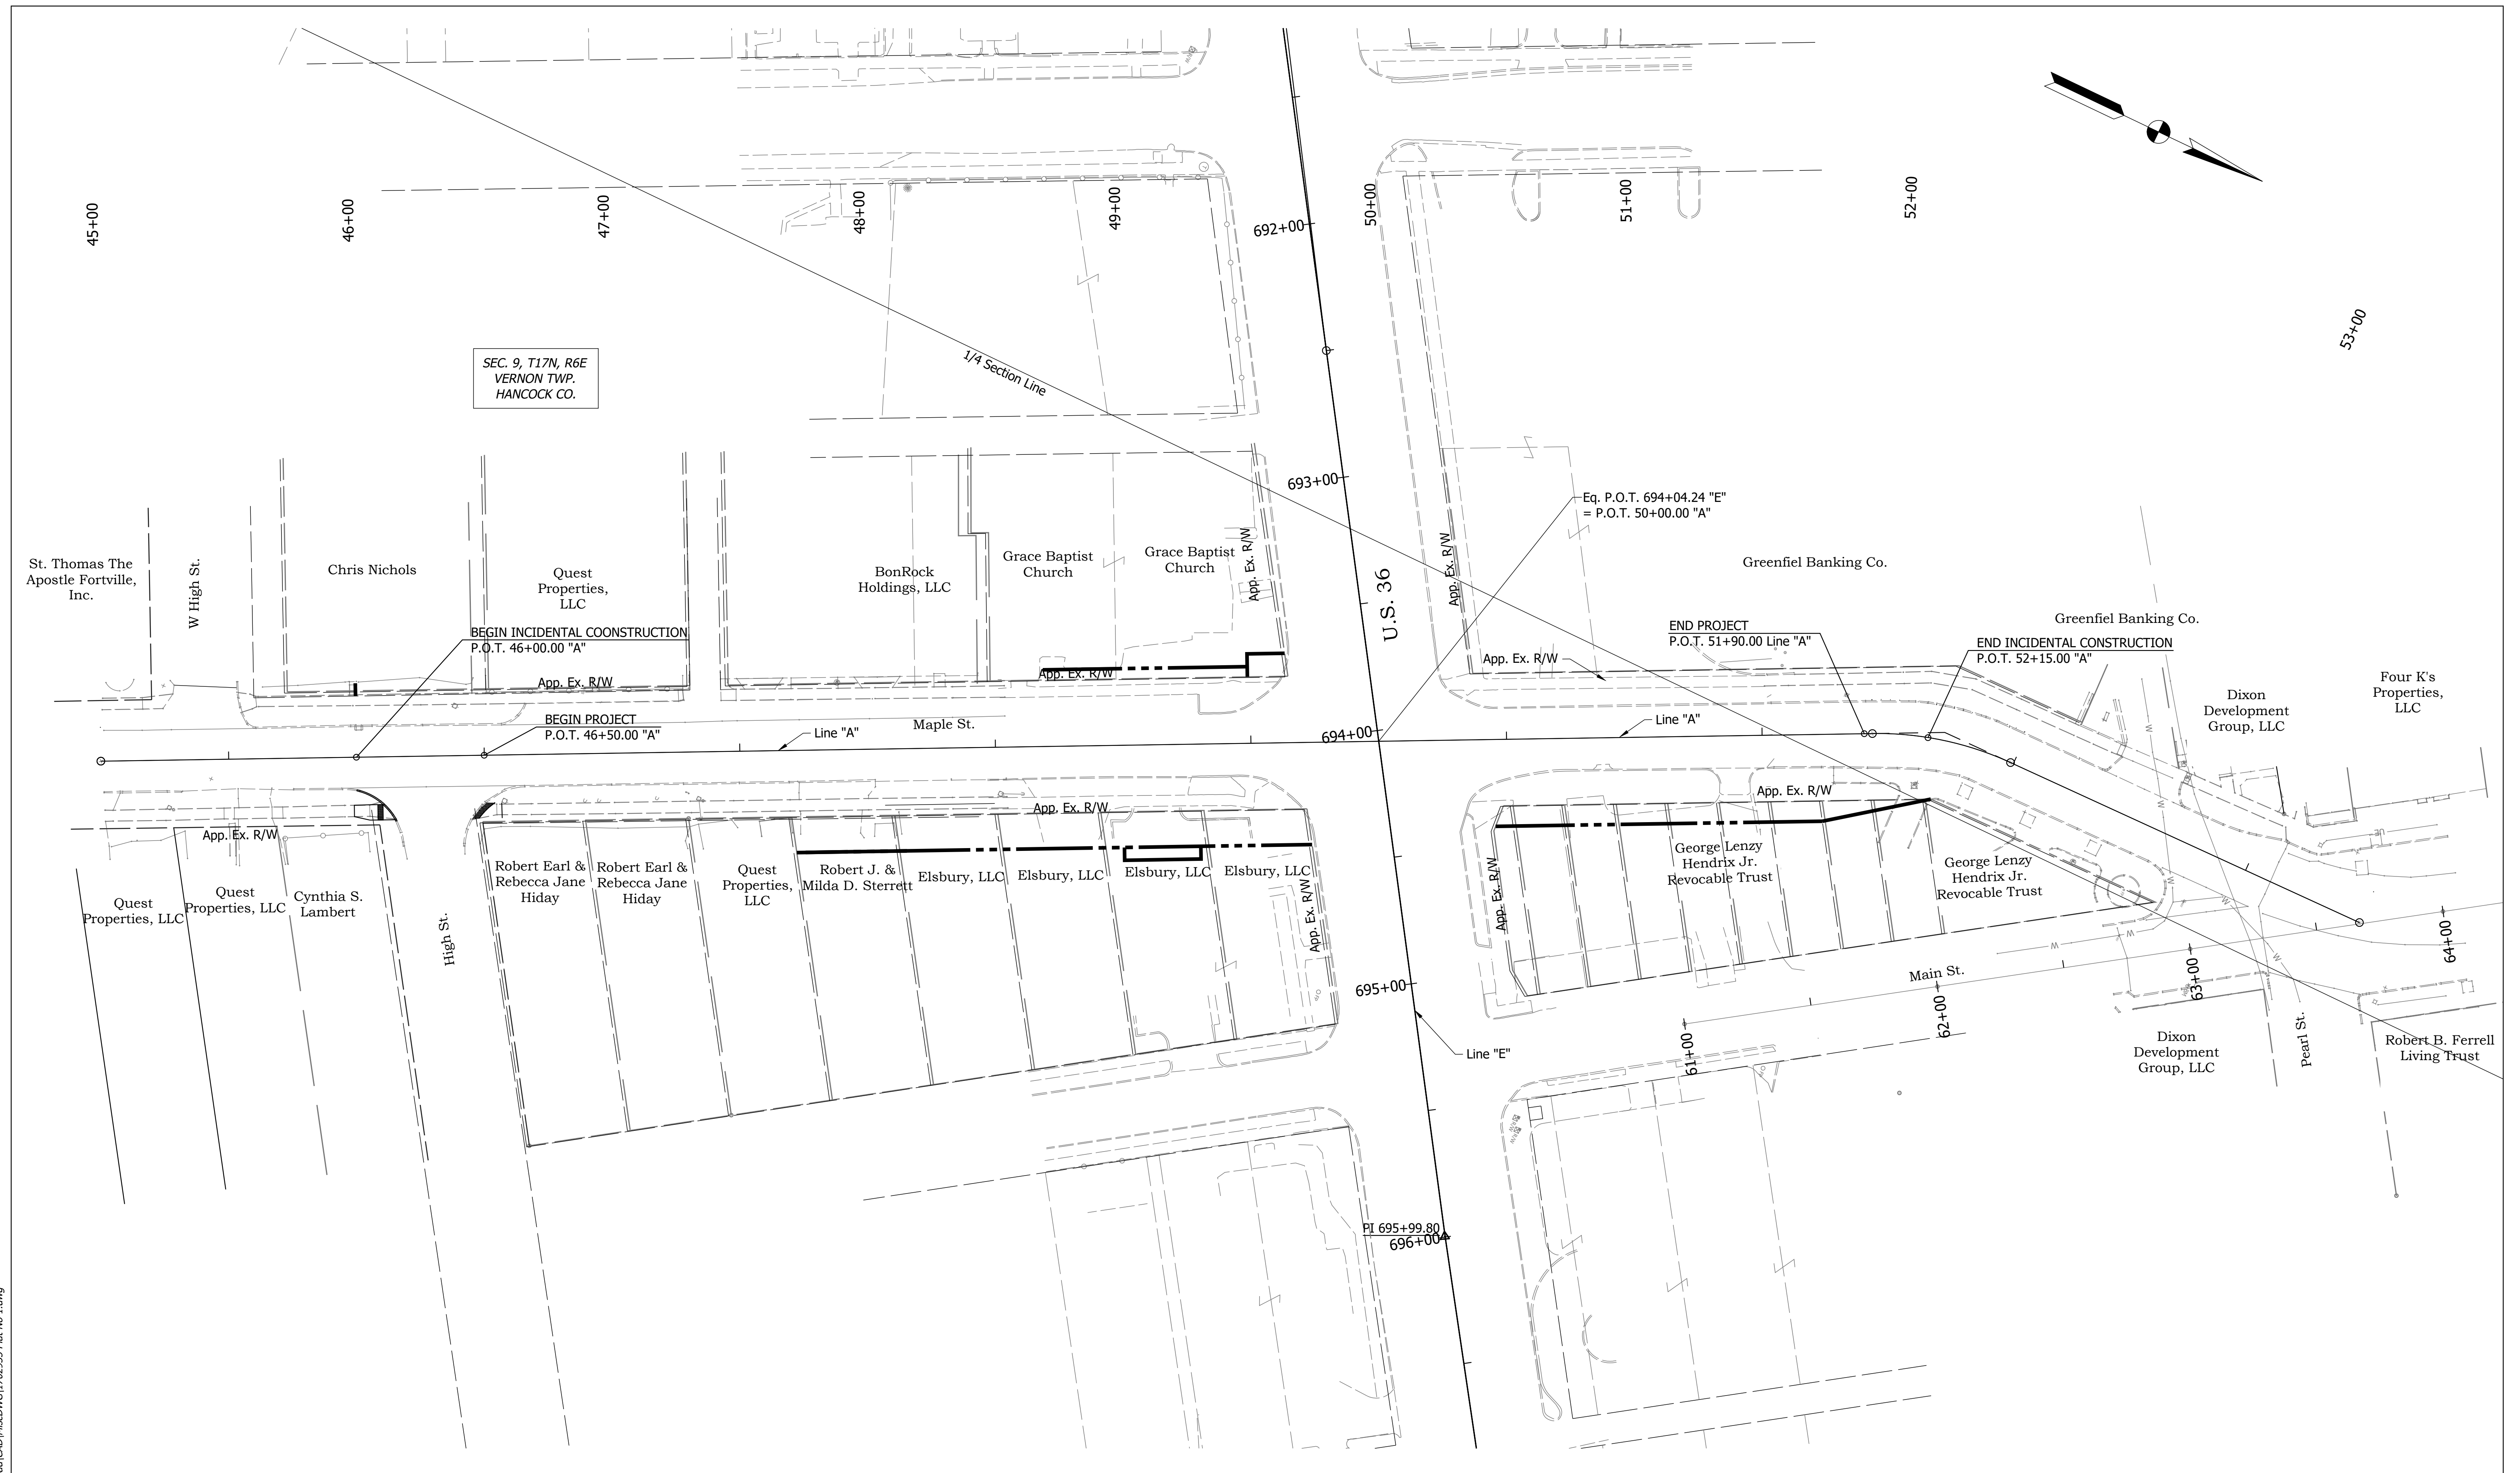 45+00
46+00
47+00
48+00
49+00
50+00
51+00
52+00
53+00
692+00
SEC. 9, T17N, R6E
VERNON TWP.
HANCOCK CO.
1/4 Section Line
693+00
Eq. P.O.T. 694+04.24 "E"
= P.O.T. 50+00.00 "A"
St. Thomas The
Apostle Fortville,
Inc.
W High St.
Chris Nichols
Quest
Properties,
LLC
BonRock
Holdings, LLC
Grace Baptist
Church
Grace Baptist
Church
App. Ex. R/W
U.S. 36
App. Ex. R/W
Greenfiel Banking Co.
Greenfiel Banking Co.
BEGIN INCIDENTAL COONSTRUCTION
P.O.T. 46+00.00 "A"
END PROJECT
P.O.T. 51+90.00 Line "A"
END INCIDENTAL CONSTRUCTION
P.O.T. 52+15.00 "A"
App. Ex. R/W
App. Ex. R/W
App. Ex. R/W
Dixon
Development
Group, LLC
Four K's
Properties,
LLC
BEGIN PROJECT
P.O.T. 46+50.00 "A"
Line "A"
Maple St.
694+00
Line "A"
App. Ex. R/W
App. Ex. R/W
App. Ex. R/W
Quest
Properties, LLC
Quest
Properties, LLC
Cynthia S.
Lambert
High St.
Robert Earl &
Rebecca Jane
Hiday
Robert Earl &
Rebecca Jane
Hiday
Quest
Properties,
LLC
Robert J. &
Milda D. Sterrett
Elsbury, LLC
Elsbury, LLC
Elsbury, LLC
Elsbury, LLC
App. Ex. R/W
App. Ex. R/W
George Lenzy
Hendrix Jr.
Revocable Trust
George Lenzy
Hendrix Jr.
Revocable Trust
UE
W
W
W
W
W
W
W
W
Main St.
695+00
Line "E"
61+00
62+00
63+00
64+00
Dixon
Development
Group, LLC
Pearl St.
Robert B. Ferrell
Living Trust
PI 695+99.80
696+00